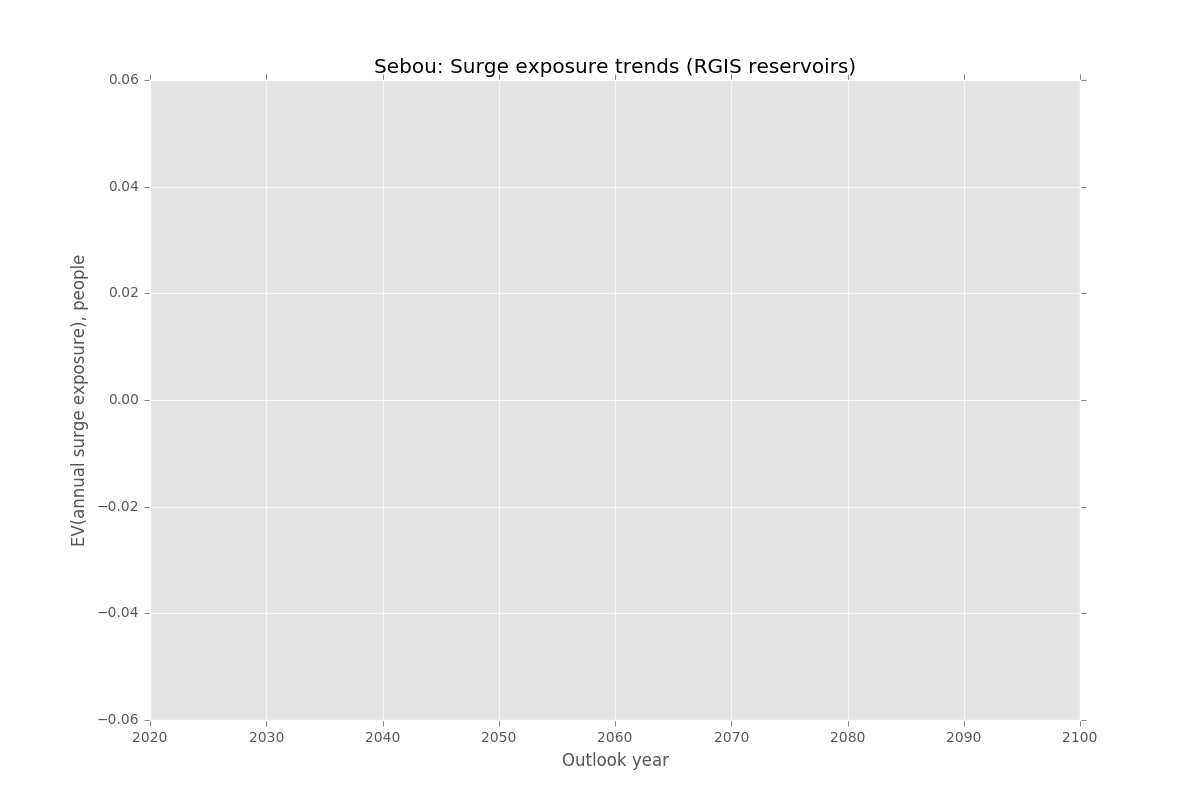 Sebou: Surge exposure trends (RGIS reservoirs)
0.06
0.04
0.02
0.00
−0.02
−0.04
−0.06
EV(annual surge exposure), people
2020 2030 2040 2050 2060 2070 2080 2090 2100
Outlook year